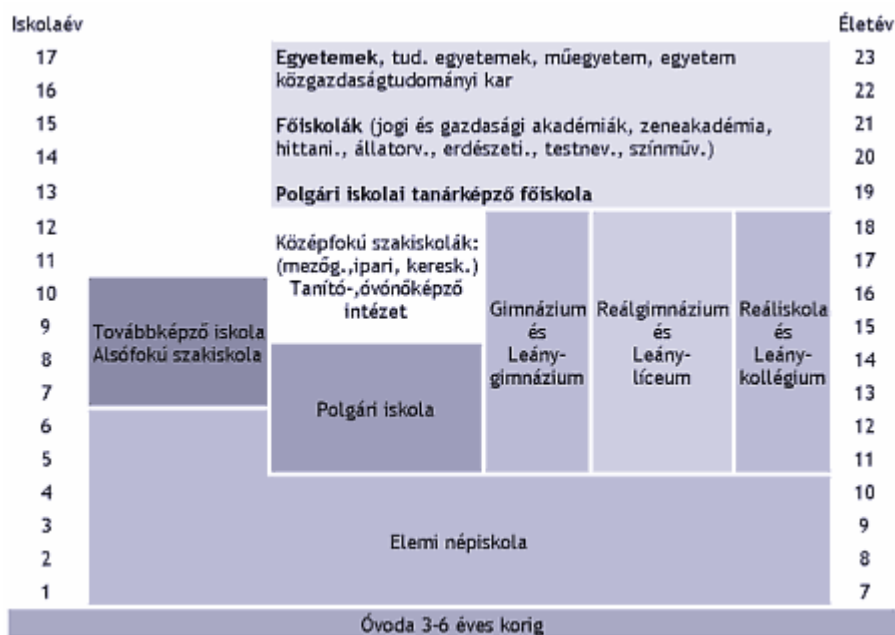 Iskolaév
Életév
17
16
15
14
13
12
11
10
9
8
7
6
5
4
3
2
1
Egyetemek, tud. egyetemek, műegyetem, egyetem
közgazdaságtudományi kar
Főiskolák (jogi és gazdasági akadémiák, zeneakadémia,
hittani., állatorv., erdészeti., testnev., színműv.)
Polgári iskolai tanárképző főiskola
Középfokú szakiskolák:
(mezőg.,ipari, keresk.)
Tanító-,óvónőképző
intézet
Továbbképző iskola
Alsófokú szakiskola
Polgári iskola
Gimnázium
és
Leány-
gimnázium
Reálgimnázium
és
Leány-
líceum
Reáliskola
és
Leány-
kollégium
Elemi népiskola
23
22
21
20
19
18
17
16
15
14
13
12
11
10
9
8
7
Óvoda 3-6 éves korig